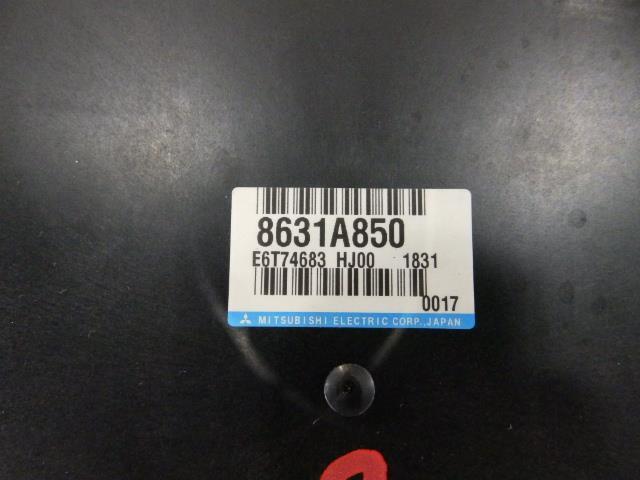 8631A850
E6T74683 HJ00 1831
0017
MITSUBISHI ELECTRIC CORP.,JAPAN